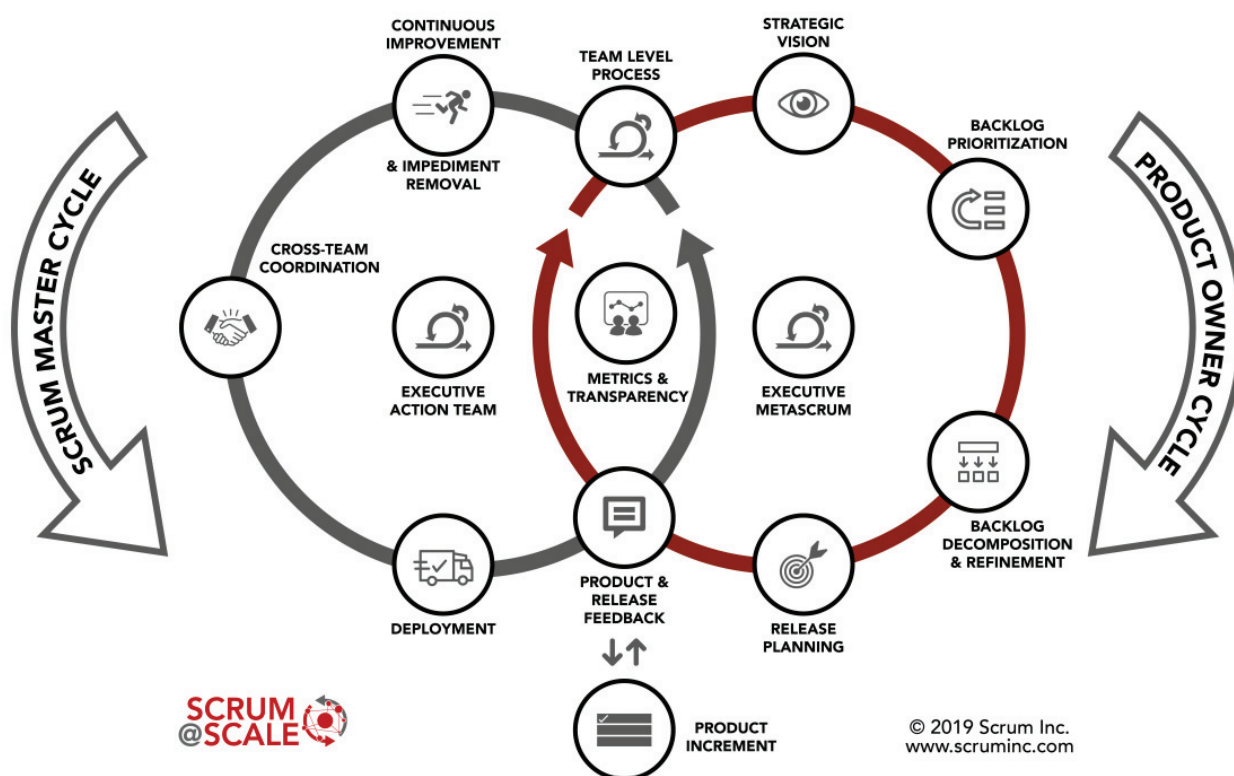 CONTINUOUS
IMPROVEMENT
& IMPEDIMENT
REMOVAL
TEAM LEVEL
PROCESS
STRATEGIC
VISION
BACKLOG
PRIORITIZATION
SCRUM MASTER CYCLE
PRODUCT OWNER CYCLE
CROSS-TEAM
COORDINATION
EXECUTIVE
ACTION TEAM
METRICS &
TRANSPARENCY
EXECUTIVE
METASCRUM
BACKLOG
DECOMPOSITION
& REFINEMENT
DEPLOYMENT
PRODUCT &
RELEASE
FEEDBACK
RELEASE
PLANNING
PRODUCT
INCREMENT
SCRUM
@SCALE
© 2019 Scrum Inc.
www.scruminc.com